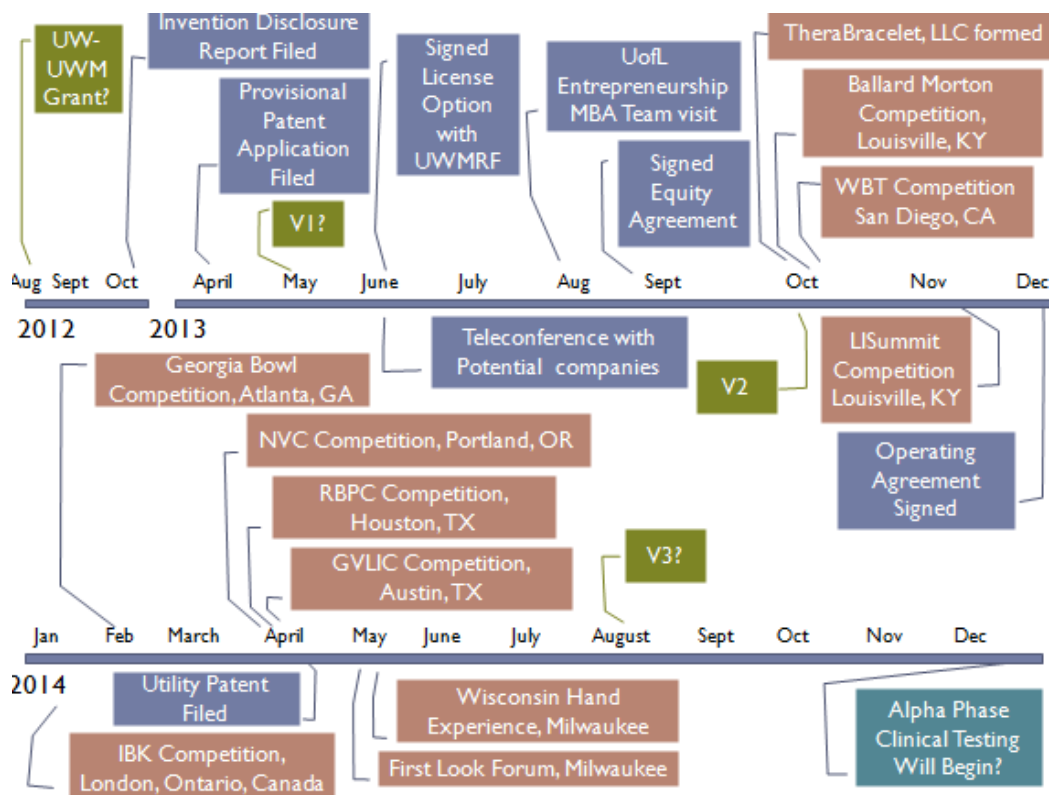 UW-
UWM
Grant?
Invention Disclosure
Report Filed
Provisional
Patent
Application
Filed
V1?
Signed
License
Option
with
UWMRF
UofL
Entrepreneurship
MBA Team visit
Signed
Equity
Agreement
TheraBracelet, LLC formed
Ballard Morton
Competition,
Louisville, KY
WBT Competition
San Diego, CA
Aug Sept Oct April May June July Aug Sept Oct Nov Dec
2012 2013
Teleconference with
Potential companies
V2
LISummit
Competition
Louisville, KY
Operating
Agreement
Signed
Georgia Bowl
Competition, Atlanta, GA
NVC Competition, Portland, OR
RBPC Competition,
Houston, TX
GVLIC Competition,
Austin, TX
V3?
Jan Feb March April May June July August Sept Oct Nov Dec
2014
Utility Patent
Filed
IBK Competition,
London, Ontario, Canada
Wisconsin Hand
Experience, Milwaukee
First Look Forum, Milwaukee
Alpha Phase
Clinical Testing
Will Begin?